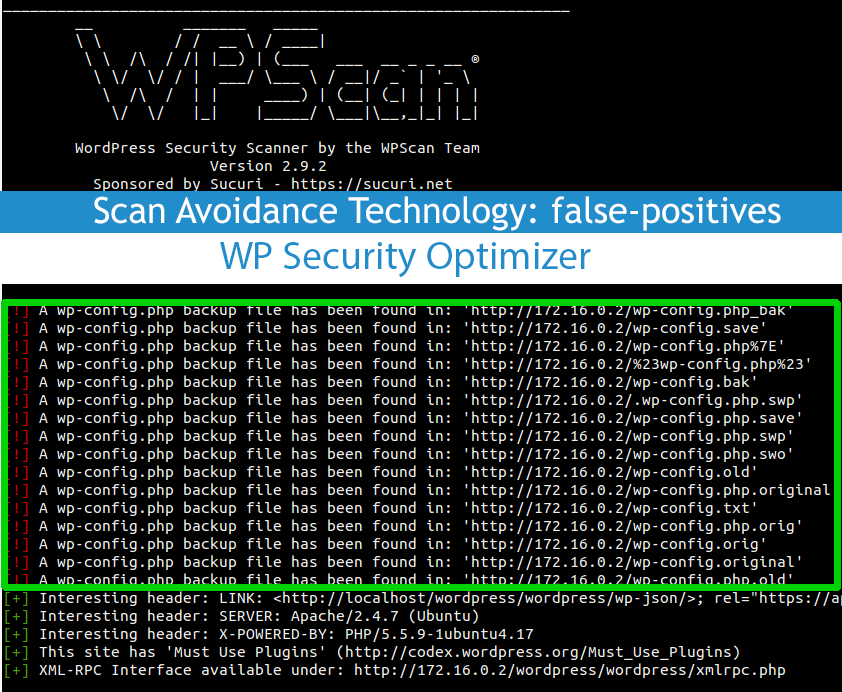 WPScan ®
WordPress Security Scanner by the WPScan Team
Version 2.9.2
Sponsored by Sucuri - https://sucuri.net
Scan Avoidance Technology: false-positives
WP Security Optimizer
[!] A wp-config.php backup file has been found in: 'http://172.16.0.2/wp-config.php_bak'
[!] A wp-config.php backup file has been found in: 'http://172.16.0.2/wp-config.save'
[!] A wp-config.php backup file has been found in: 'http://172.16.0.2/wp-config.php%7E'
[!] A wp-config.php backup file has been found in: 'http://172.16.0.2/%23wp-config.php%23'
[!] A wp-config.php backup file has been found in: 'http://172.16.0.2/wp-config.bak'
[!] A wp-config.php backup file has been found in: 'http://172.16.0.2/.wp-config.php.swp'
[!] A wp-config.php backup file has been found in: 'http://172.16.0.2/wp-config.php.save'
[!] A wp-config.php backup file has been found in: 'http://172.16.0.2/wp-config.php.swp'
[!] A wp-config.php backup file has been found in: 'http://172.16.0.2/wp-config.php.swo'
[!] A wp-config.php backup file has been found in: 'http://172.16.0.2/wp-config.old'
[!] A wp-config.php backup file has been found in: 'http://172.16.0.2/wp-config.php.original
[!] A wp-config.php backup file has been found in: 'http://172.16.0.2/wp-config.txt'
[!] A wp-config.php backup file has been found in: 'http://172.16.0.2/wp-config.php.orig'
[!] A wp-config.php backup file has been found in: 'http://172.16.0.2/wp-config.orig'
[!] A wp-config.php backup file has been found in: 'http://172.16.0.2/wp-config.original'
[!] A wp-config.php backup file has been found in: 'http://172.16.0.2/wp-config.php.old'
[+] Interesting header: LINK: <http://localhost/wordpress/wordpress/wp-json/>; rel="https://a
[+] Interesting header: SERVER: Apache/2.4.7 (Ubuntu)
[+] Interesting header: X-POWERED-BY: PHP/5.5.9-1ubuntu4.17
[+] This site has 'Must Use Plugins' (http://codex.wordpress.org/Must_Use_Plugins)
[+] XML-RPC Interface available under: http://172.16.0.2/wordpress/wordpress/xmlrpc.php